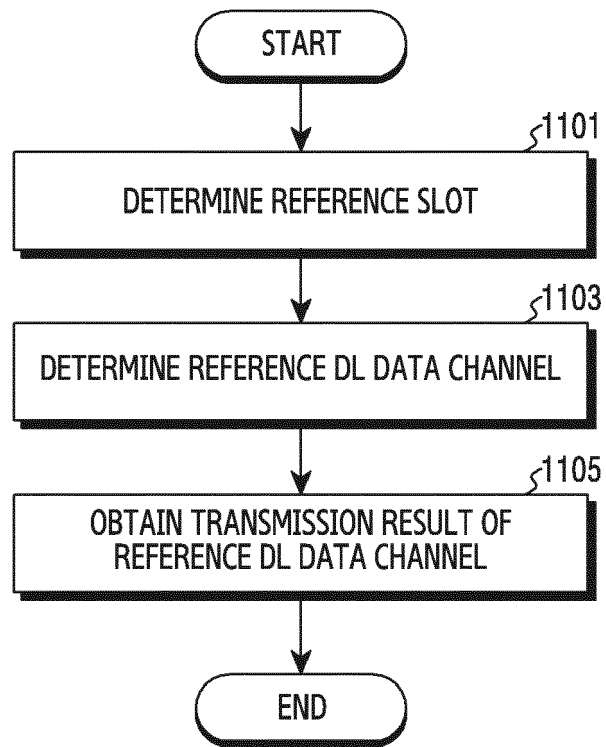 START
1101
DETERMINE REFERENCE SLOT
1103
DETERMINE REFERENCE DL DATA CHANNEL
1105
OBTAIN TRANSMISSION RESULT OF
REFERENCE DL DATA CHANNEL
END